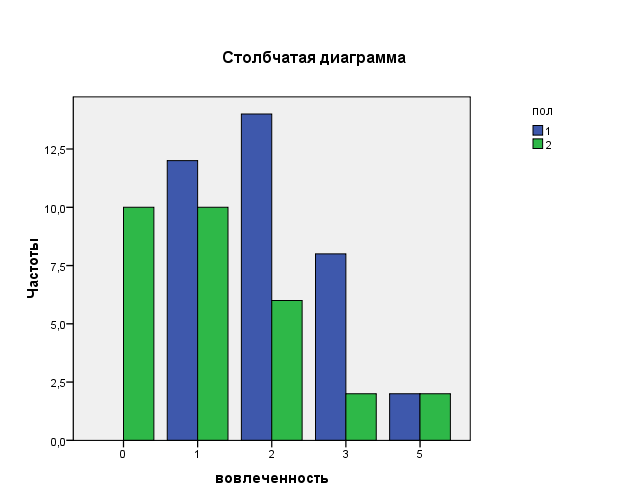 Столбчатая диаграмма
пол
1
2
12,5
10,0
7,5
5,0
2,5
0,0
Частоты
0 1 2 3 5
вовлеченность